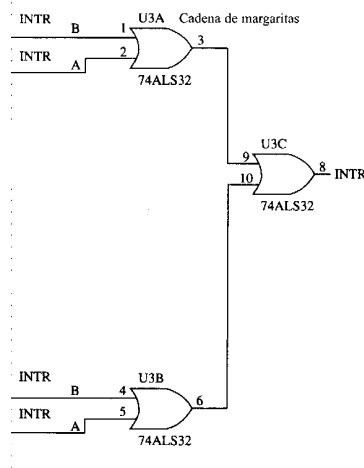 INTR
B
1
U3A
Cadena de margaritas
3
INTR
A
2
74ALS32
U3C
9
10
8
INTR
74ALS32
INTR
B
4
U3B
6
INTR
A
5
74ALS32